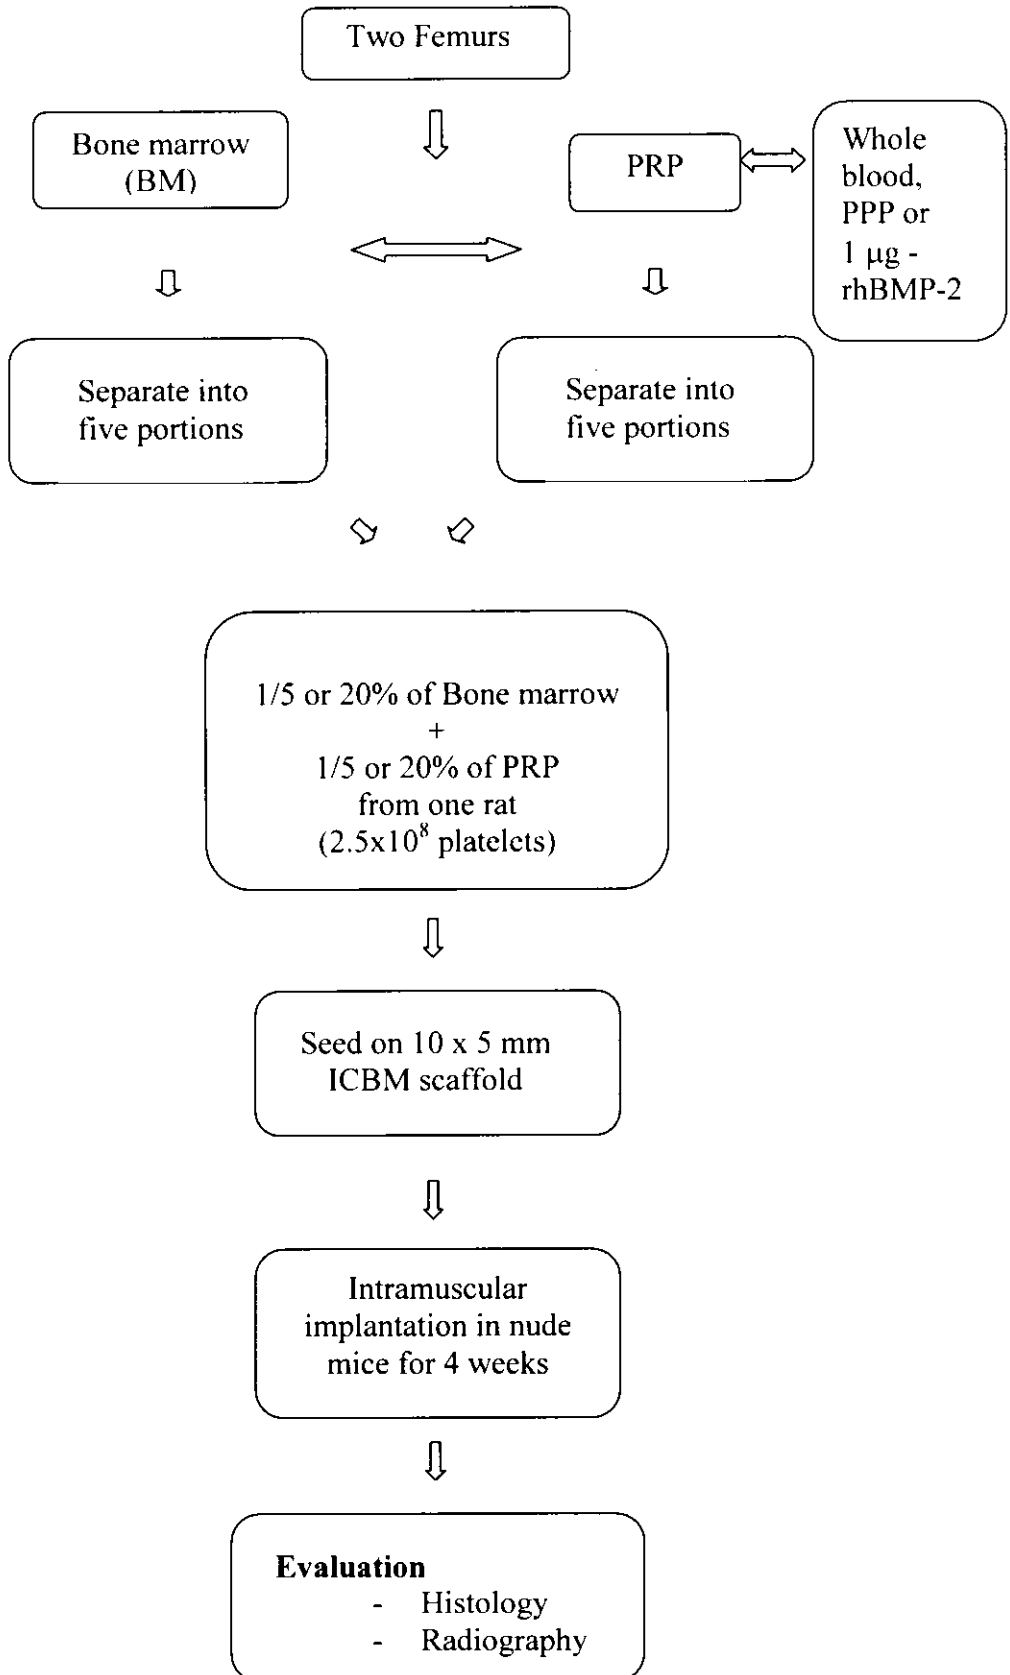 Two Femurs
Bone marrow
(BM)
PRP
Whole
blood,
PPP or
1 µg -
rhBMP-2
Separate into
five portions
Separate into
five portions
1/5 or 20% of Bone marrow
+
1/5 or 20% of PRP
from one rat
(2.5x10⁸ platelets)
Seed on 10 x 5 mm
ICBM scaffold
Intramuscular
implantation in nude
mice for 4 weeks
Evaluation
- Histology
- Radiography